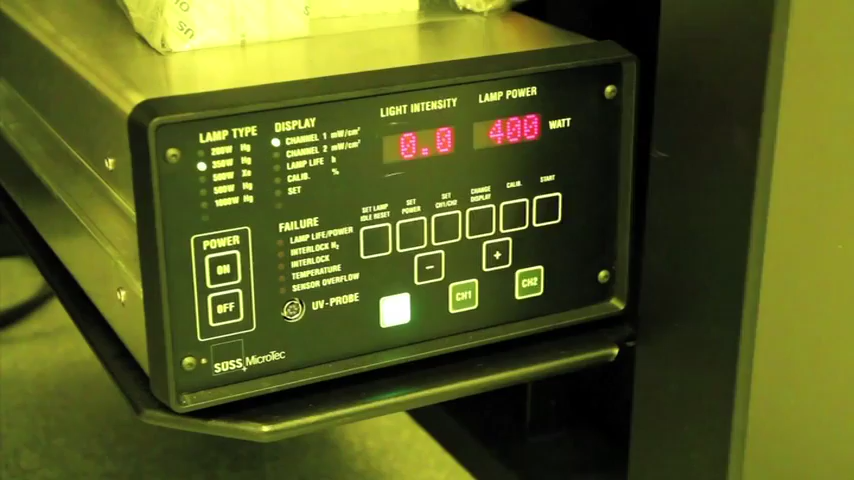 US
LAMP TYPE
200W Hg
350W Hg
500W Xe
500W Hg
1000W Hg
DISPLAY
CHANNEL 1 mW/cm²
CHANNEL 2 mW/cm²
LAMP LIFE h
CALIB. %
SET
LIGHT INTENSITY
0.0
LAMP POWER
400 WATT
SET LAMP IDLE RESET
SET POWER
SET CH1/CH2
CHANGE DISPLAY
CALIB.
START
- +
CH1 CH2
FAILURE
LAMP LIFE/POWER
INTERLOCK N₂
INTERLOCK
TEMPERATURE
SENSOR OVERFLOW
UV-PROBE
POWER
ON
OFF
SÜSS MicroTec